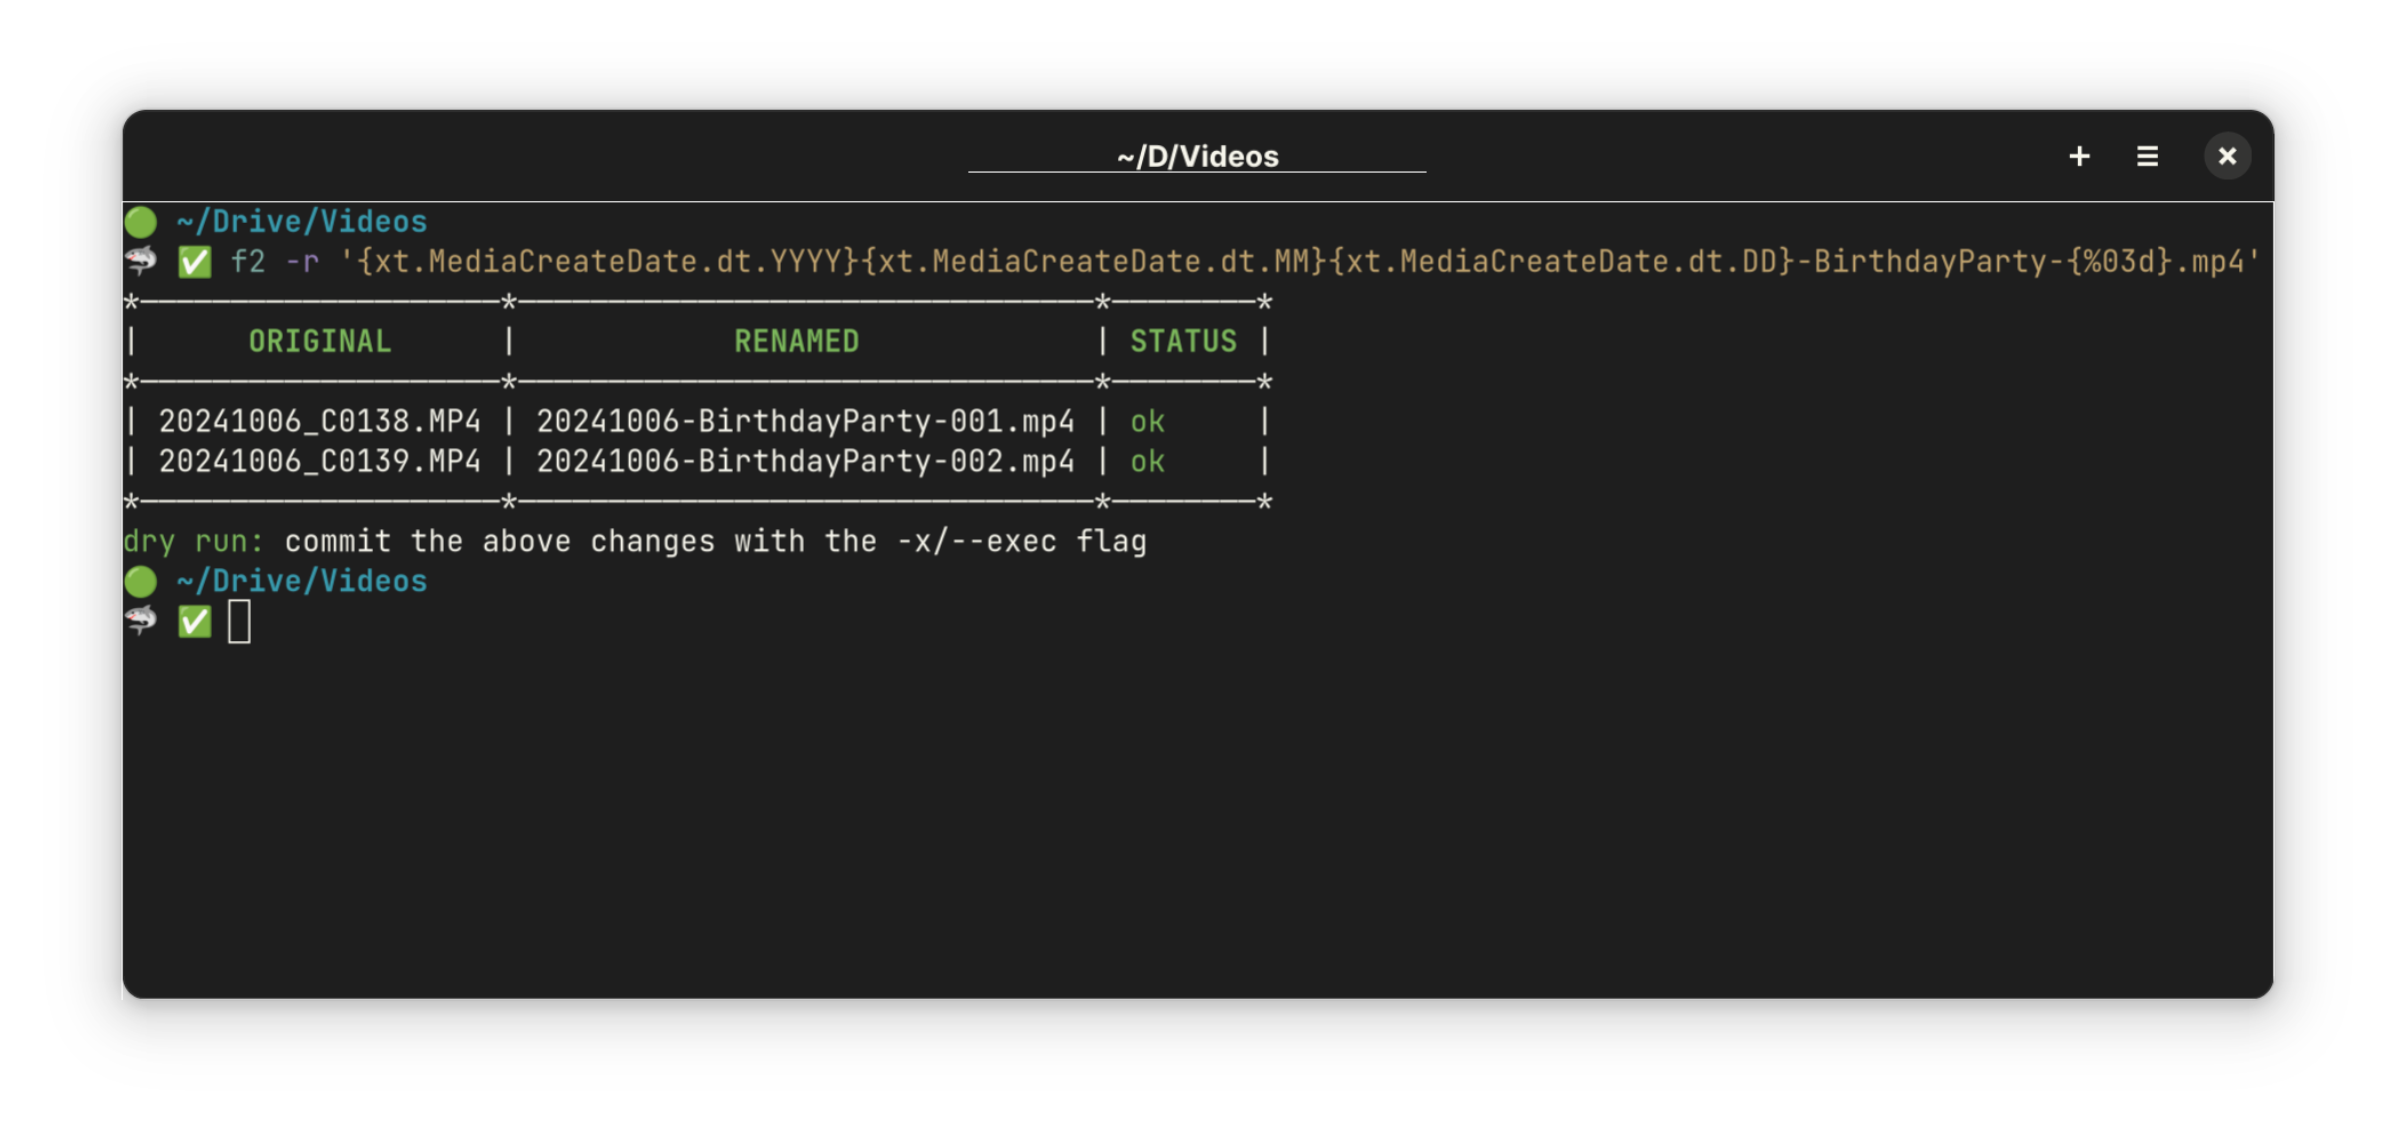 ~/D/Videos
~/Drive/Videos
f2 -r '{xt.MediaCreateDate.dt.YYYY}{xt.MediaCreateDate.dt.MM}{xt.MediaCreateDate.dt.DD}-BirthdayParty-{%03d}.mp4'
| ORIGINAL | RENAMED | STATUS |
| 20241006_C0138.MP4 | 20241006-BirthdayParty-001.mp4 | ok |
| 20241006_C0139.MP4 | 20241006-BirthdayParty-002.mp4 | ok |
dry run: commit the above changes with the -x/--exec flag
~/Drive/Videos